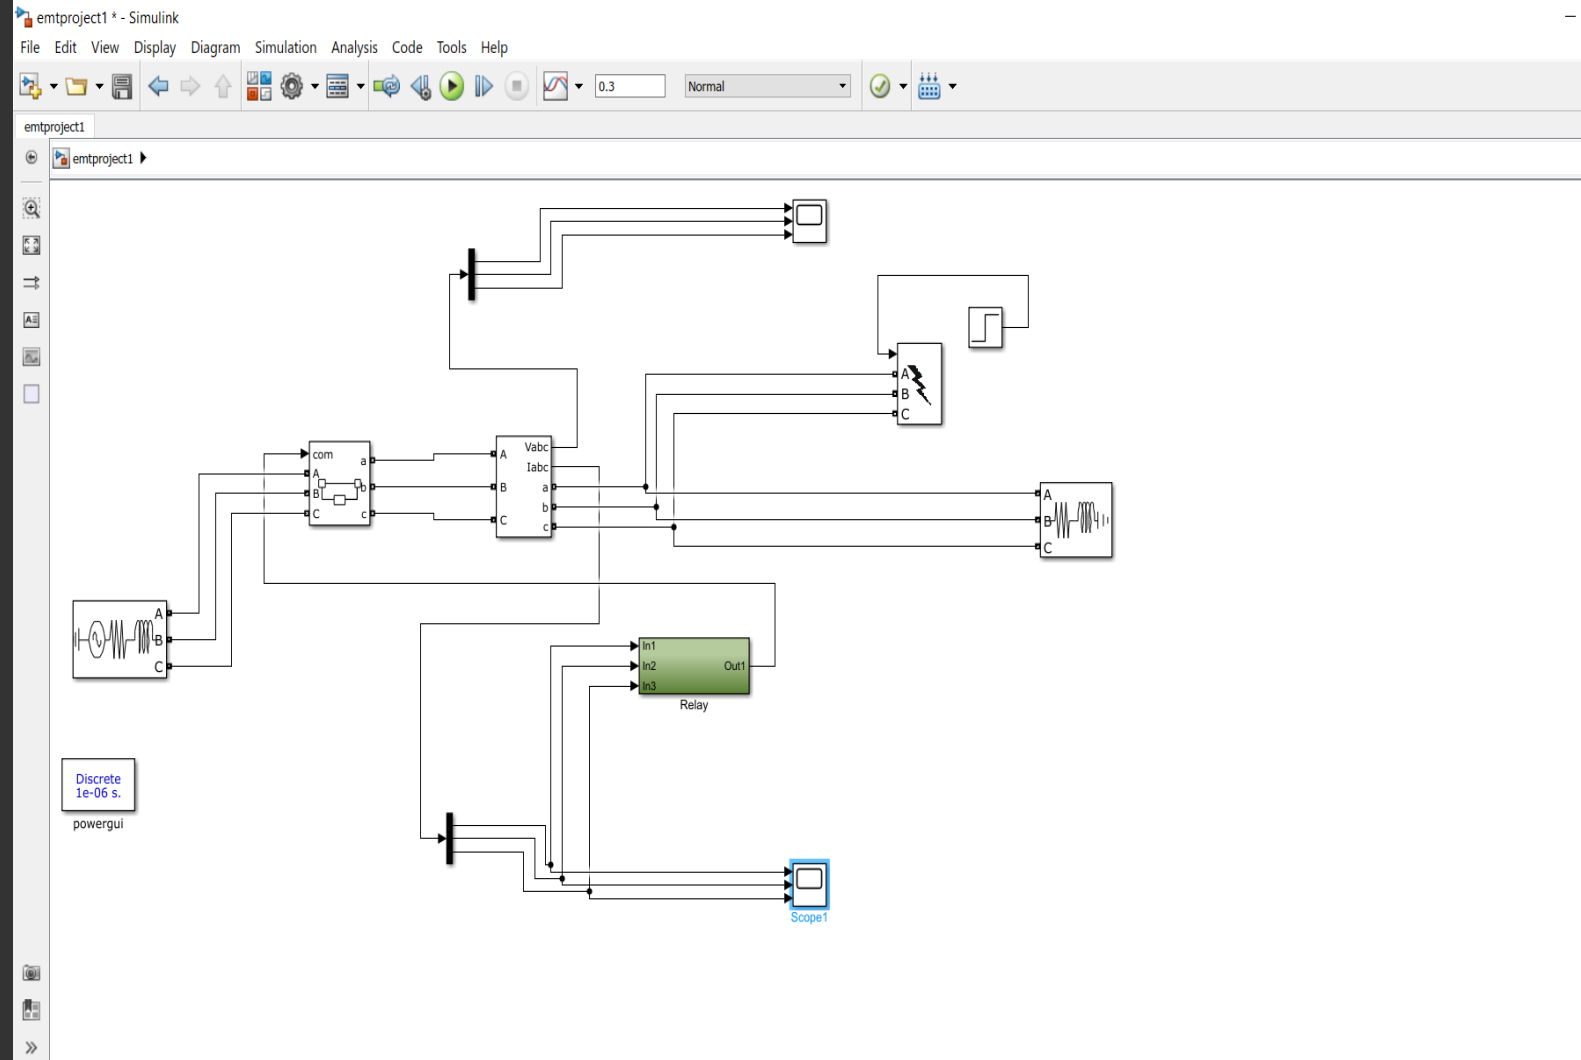 emtproject1 * - Simulink
File Edit View Display Diagram Simulation Analysis Code Tools Help
0.3 Normal
emtproject1
emtproject1
com
A
B
C
a
b
c
A
B
C
Vabc
Iabc
a
b
c
A
B
C
A
B
C
A
B
C
In1
In2
In3
Out1
Relay
Discrete
1e-06 s.
powergui
Scope1